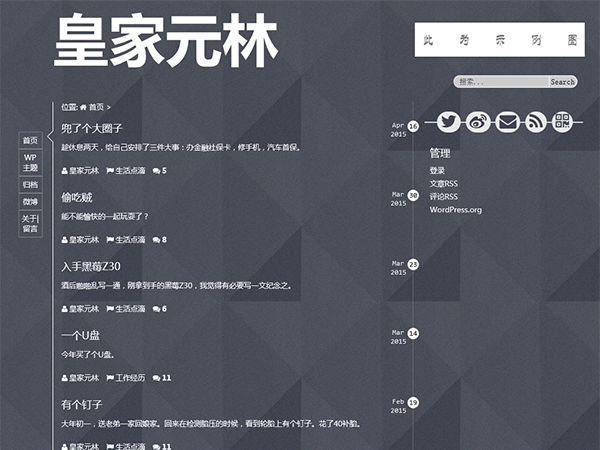 皇家元林
此 为 示 例 图
搜索... Search
首页
WP
主题
归档
微博
关于|
留言
位置: 首页 >
兜了个大圈子
趁休息两天，给自己安排了三件大事：办金融社保卡，修手机，汽车首保。
皇家元林 生活点滴 5
Apr 16
2015
偷吃贼
能不能愉快的一起玩耍了？
皇家元林 生活点滴 8
Mar 30
2015
入手黑莓Z30
酒后啪啪乱写一通，刚拿到手的黑莓Z30，我觉得有必要写一文纪念之。
皇家元林 生活点滴 6
Mar 23
2015
一个U盘
今年买了个U盘。
皇家元林 工作经历 11
Mar 14
2015
有个钉子
大年初一，送老弟一家回娘家。回来在检测胎压的时候，看到轮胎上有个钉子。花了40补胎。
皇家元林 生活点滴 11
Feb 19
2015
管理
登录
文章RSS
评论RSS
WordPress.org